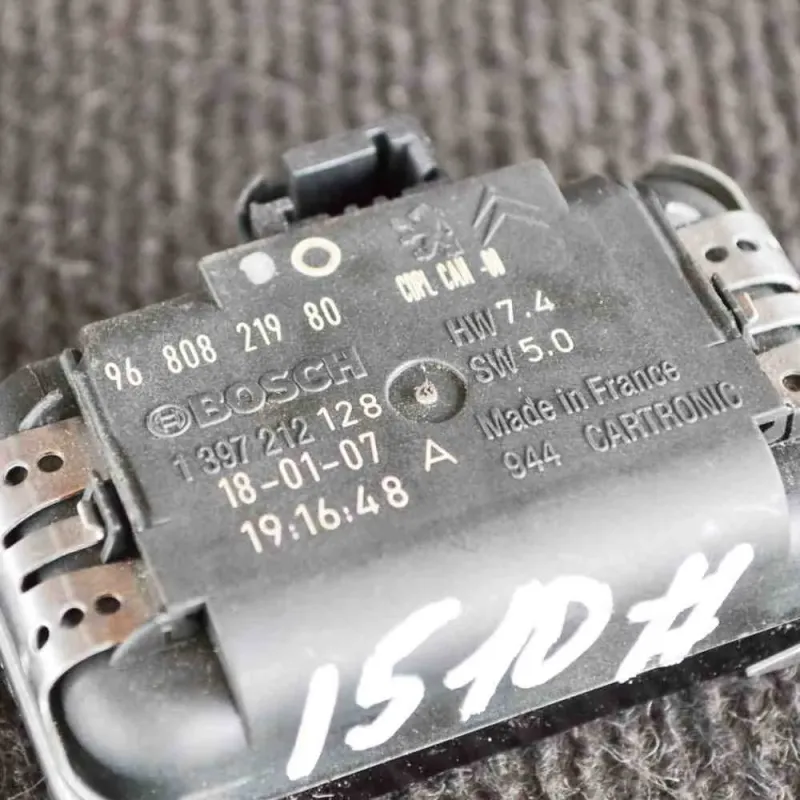 CDPL CAN -00
96 808 219 80
HW 7.4
BOSCH
SW 5.0
1 397 212 128
Made in France
18-01-07 A
944 CARTRONIC
19:16:48
1510#